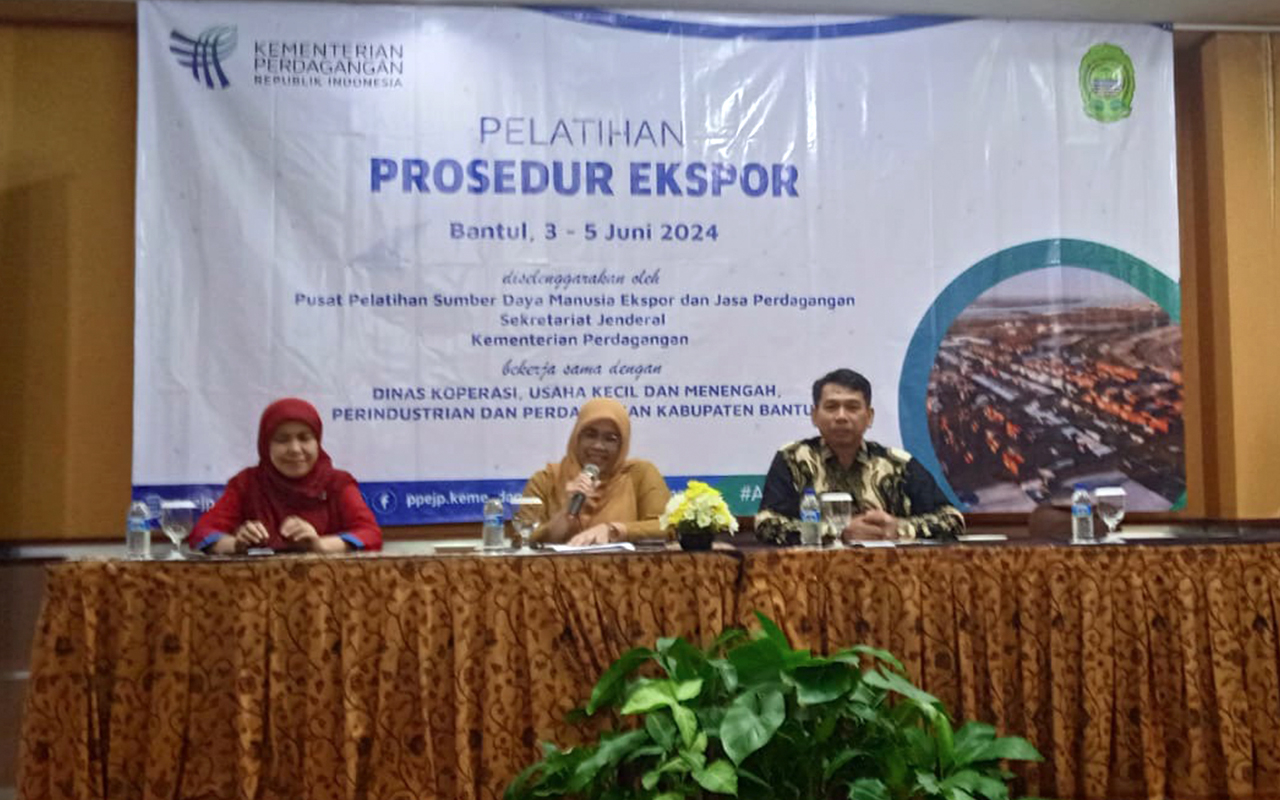 KEMENTERIAN
PERDAGANGAN
REPUBLIK INDONESIA
PELATIHAN
PROSEDUR EKSPOR
Bantul, 3 - 5 Juni 2024
diselenggarakan oleh
Pusat Pelatihan Sumber Daya Manusia Ekspor dan Jasa Perdagangan
Sekretariat Jenderal
Kementerian Perdagangan
bekerja sama dengan
DINAS KOPERASI, USAHA KECIL DAN MENENGAH,
PERINDUSTRIAN DAN KABUPATEN